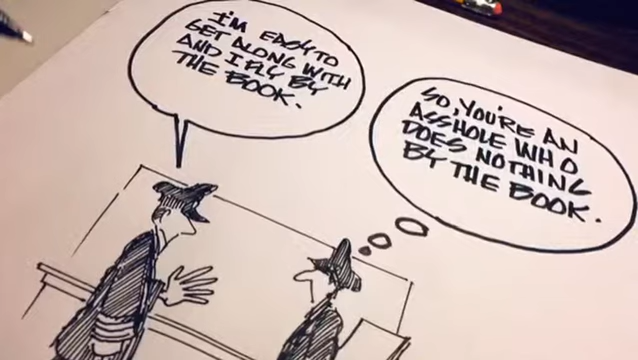 I'M EASY TO
GET ALONG WITH
AND I FLY BY
THE BOOK.
SO, YOU'RE AN
ASSHOLE WHO
DOES NOTHING
BY THE BOOK.